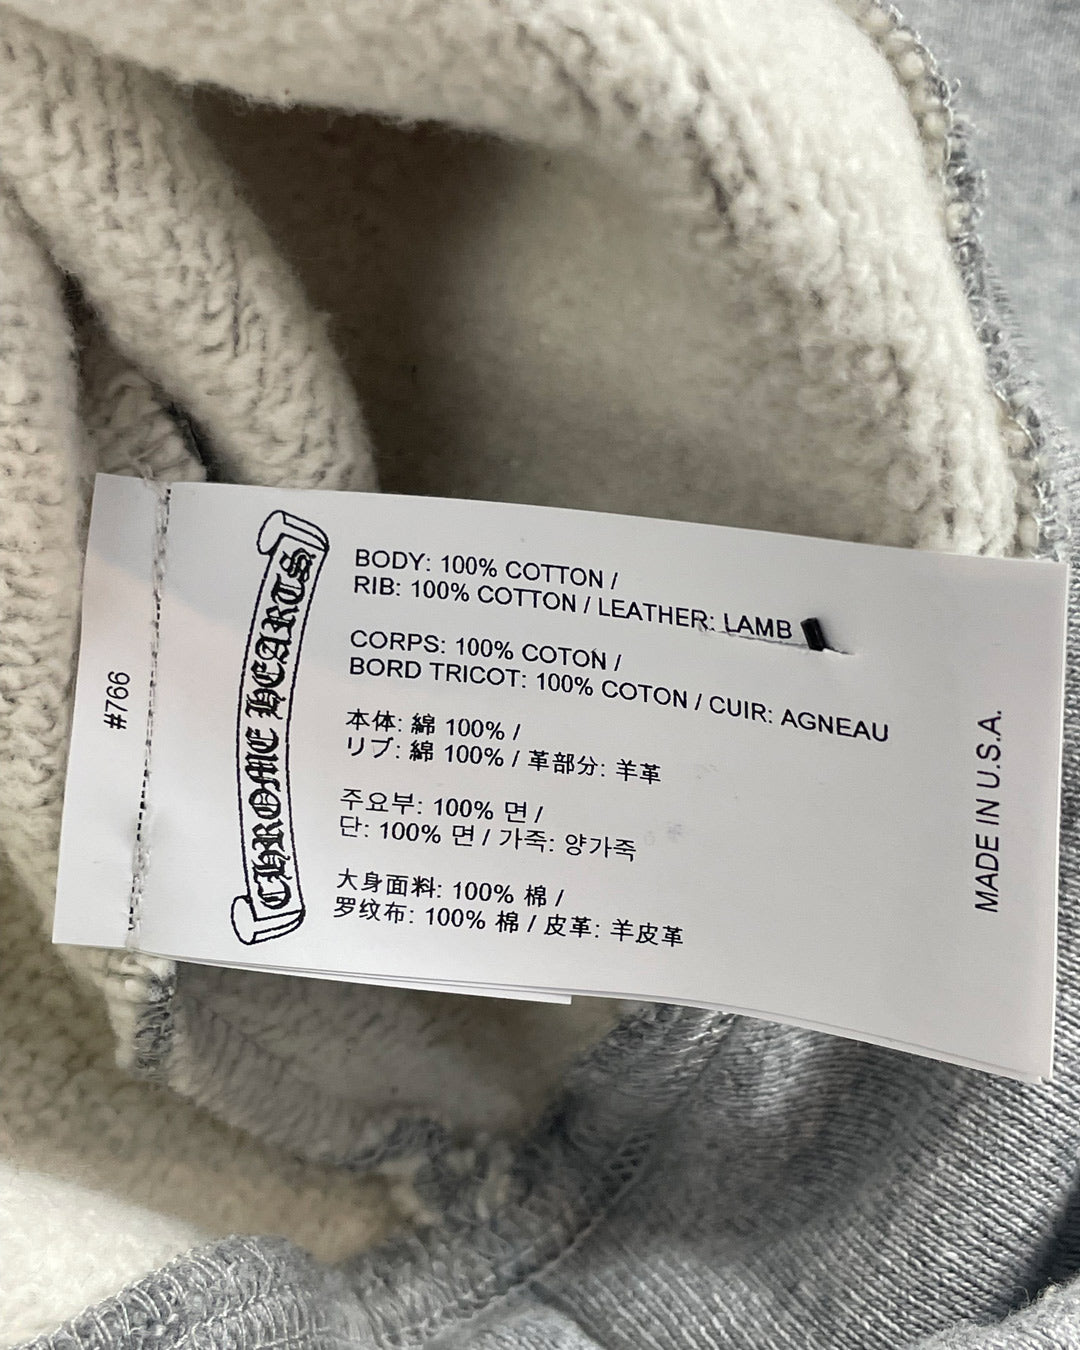 #766
CHROME HEARTS
BODY: 100% COTTON /
RIB: 100% COTTON / LEATHER: LAMB
CORPS: 100% COTON /
BORD TRICOT: 100% COTON / CUIR: AGNEAU
本体: 綿 100% /
リブ: 綿 100% / 革部分: 羊革
주요부: 100% 면 /
단: 100% 면 / 가죽: 양가죽
大身面料: 100% 棉 /
罗纹布: 100% 棉 / 皮革: 羊皮革
MADE IN U.S.A.